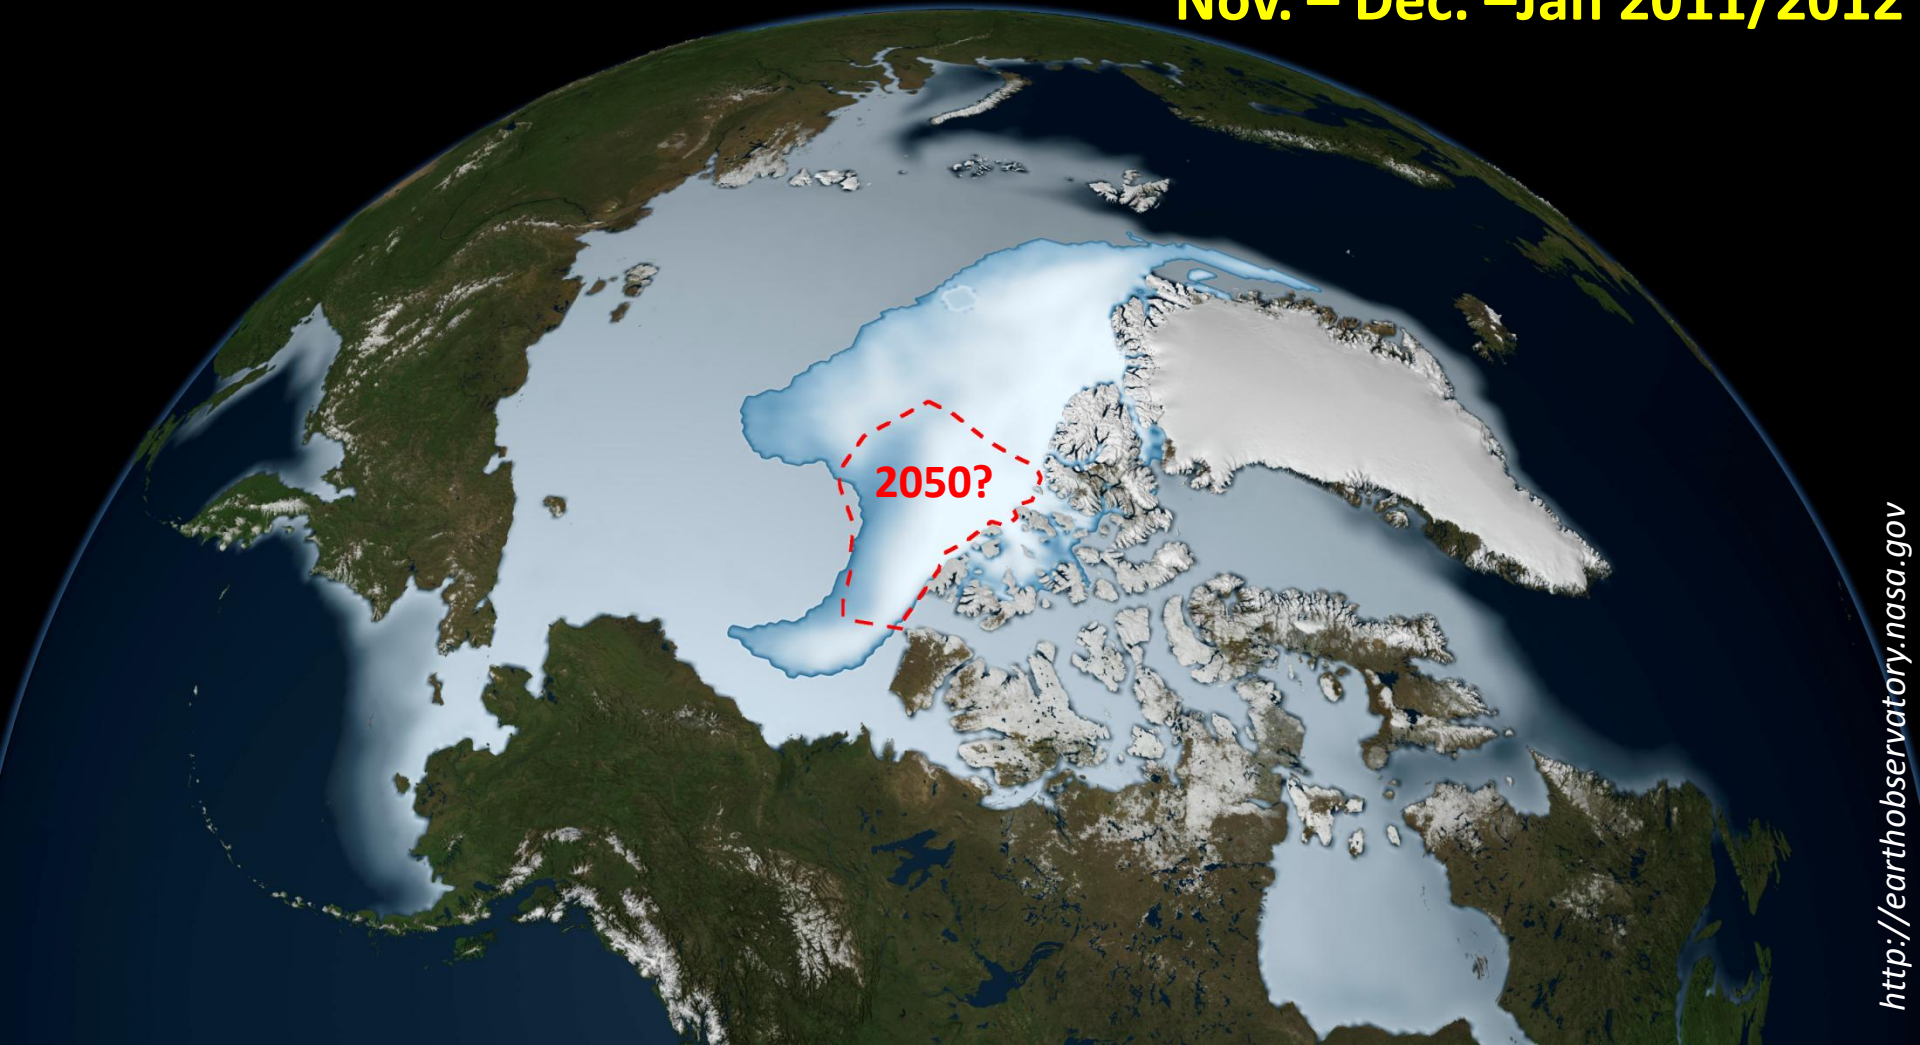 Nov. – Dec. –Jan 2011/2012
2050?
http://earthobservatory.nasa.gov